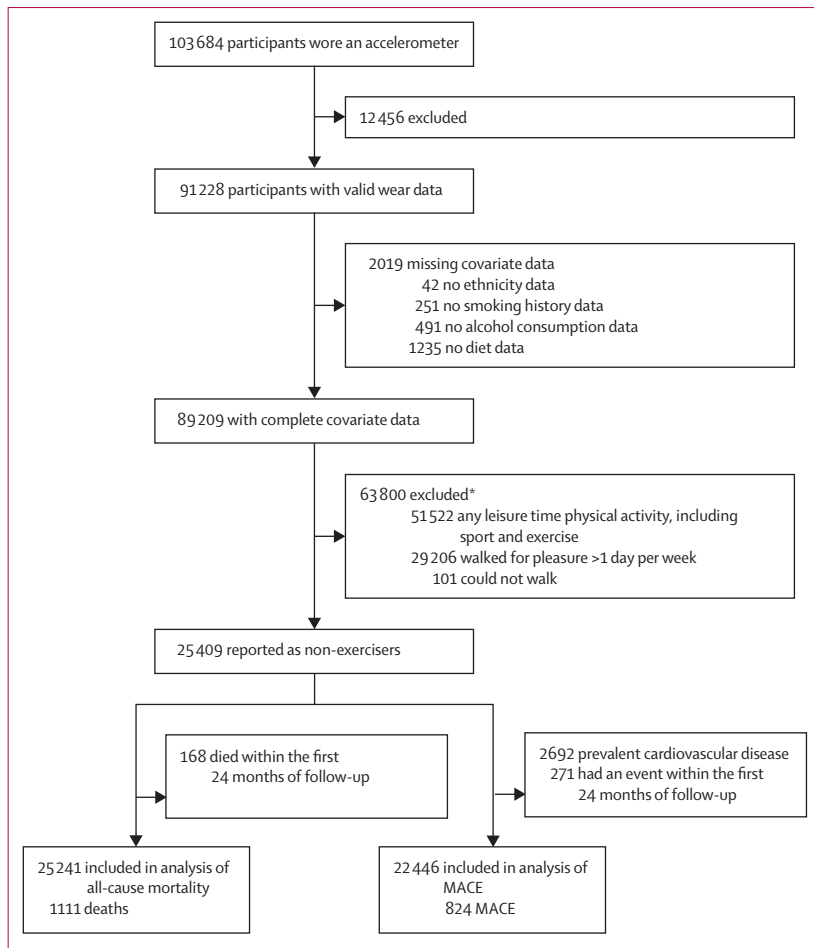 103 684 participants wore an accelerometer
12 456 excluded
91 228 participants with valid wear data
2019 missing covariate data
42 no ethnicity data
251 no smoking history data
491 no alcohol consumption data
1235 no diet data
89 209 with complete covariate data
63 800 excluded*
51 522 any leisure time physical activity, including
sport and exercise
29 206 walked for pleasure >1 day per week
101 could not walk
25 409 reported as non-exercisers
168 died within the first
24 months of follow-up
2692 prevalent cardiovascular disease
271 had an event within the first
24 months of follow-up
25 241 included in analysis of
all-cause mortality
1111 deaths
22 446 included in analysis of
MACE
824 MACE